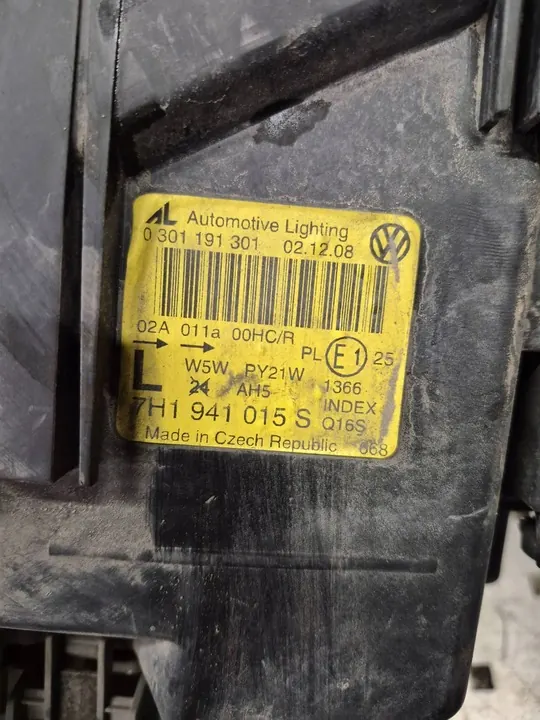 AL Automotive Lighting
0 301 191 301 02.12.08
02A 011a 00HC/R
PL E1 25
L W5W PY21W 1366
24 AH5 INDEX
7H1 941 015 S Q16S
Made in Czech Republic 668